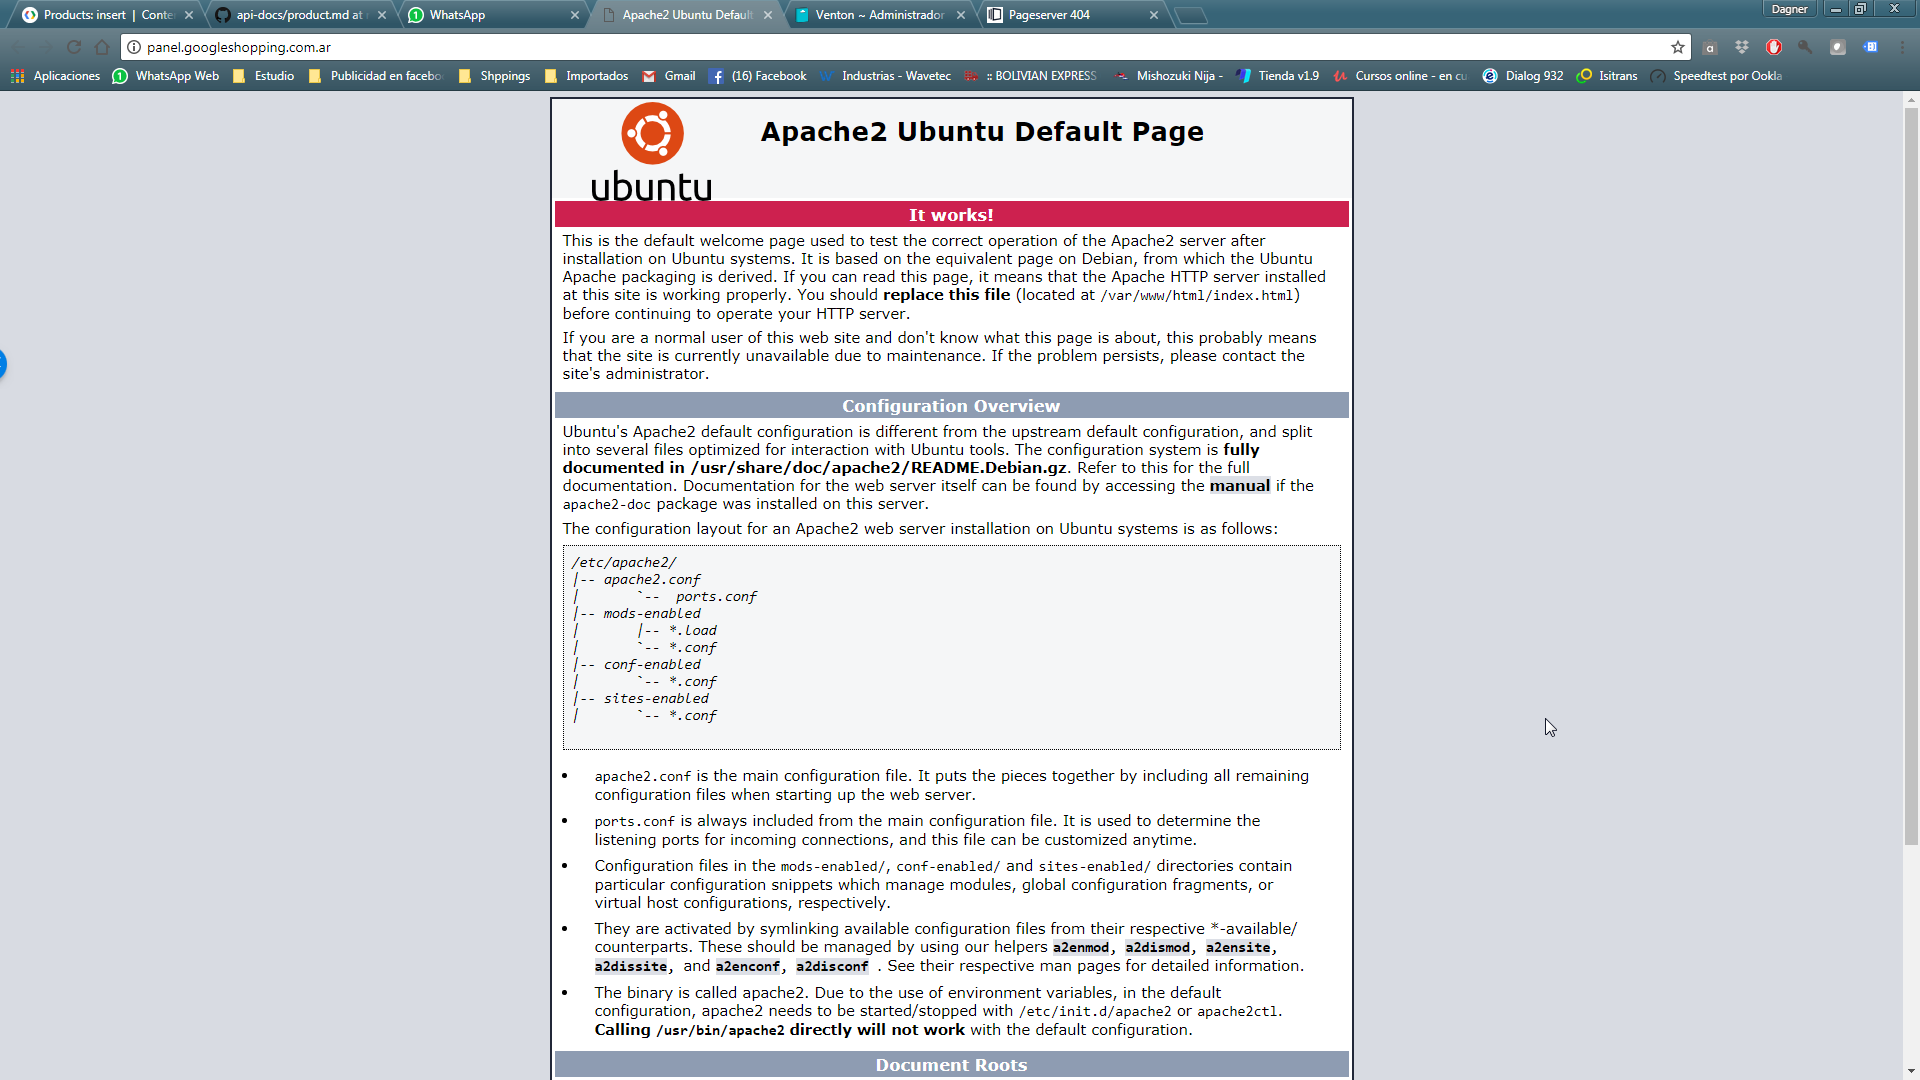 Products: insert | Conte
api-docs/product.md at
WhatsApp
Apache2 Ubuntu Default
Venton ~ Administrador
Pageserver 404
Dagner
panel.googleshopping.com.ar
Aplicaciones
WhatsApp Web
Estudio
Publicidad en facebo
Shppings
Importados
Gmail
(16) Facebook
Industrias - Wavetec
:: BOLIVIAN EXPRESS
Mishozuki Nija -
Tienda v1.9
Cursos online - en cu
Dialog 932
Isitrans
Speedtest por Ookla
ubuntu
Apache2 Ubuntu Default Page
It works!
This is the default welcome page used to test the correct operation of the Apache2 server after
installation on Ubuntu systems. It is based on the equivalent page on Debian, from which the Ubuntu
Apache packaging is derived. If you can read this page, it means that the Apache HTTP server installed
at this site is working properly. You should replace this file (located at /var/www/html/index.html)
before continuing to operate your HTTP server.
If you are a normal user of this web site and don't know what this page is about, this probably means
that the site is currently unavailable due to maintenance. If the problem persists, please contact the
site's administrator.
Configuration Overview
Ubuntu's Apache2 default configuration is different from the upstream default configuration, and split
into several files optimized for interaction with Ubuntu tools. The configuration system is fully
documented in /usr/share/doc/apache2/README.Debian.gz. Refer to this for the full
documentation. Documentation for the web server itself can be found by accessing the manual if the
apache2-doc package was installed on this server.
The configuration layout for an Apache2 web server installation on Ubuntu systems is as follows:
/etc/apache2/
|-- apache2.conf
|       `--  ports.conf
|-- mods-enabled
|       |-- *.load
|       `-- *.conf
|-- conf-enabled
|       `-- *.conf
|-- sites-enabled
|       `-- *.conf
• apache2.conf is the main configuration file. It puts the pieces together by including all remaining
configuration files when starting up the web server.
• ports.conf is always included from the main configuration file. It is used to determine the
listening ports for incoming connections, and this file can be customized anytime.
• Configuration files in the mods-enabled/, conf-enabled/ and sites-enabled/ directories contain
particular configuration snippets which manage modules, global configuration fragments, or
virtual host configurations, respectively.
• They are activated by symlinking available configuration files from their respective *-available/
counterparts. These should be managed by using our helpers a2enmod, a2dismod, a2ensite,
a2dissite, and a2enconf, a2disconf . See their respective man pages for detailed information.
• The binary is called apache2. Due to the use of environment variables, in the default
configuration, apache2 needs to be started/stopped with /etc/init.d/apache2 or apache2ctl.
Calling /usr/bin/apache2 directly will not work with the default configuration.
Document Roots